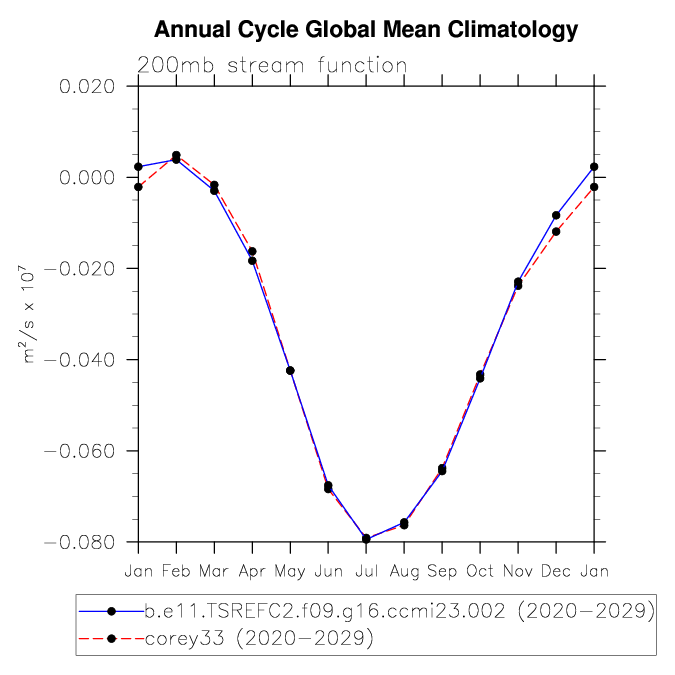 Annual Cycle Global Mean Climatology
200mb stream function
0.020
0.000
−0.020
−0.040
−0.060
−0.080
m²/s x 10⁷
Jan Feb Mar Apr May Jun Jul Aug Sep Oct Nov Dec Jan
b.e11.TSREFC2.f09.g16.ccmi23.002 (2020−2029)
corey33 (2020−2029)